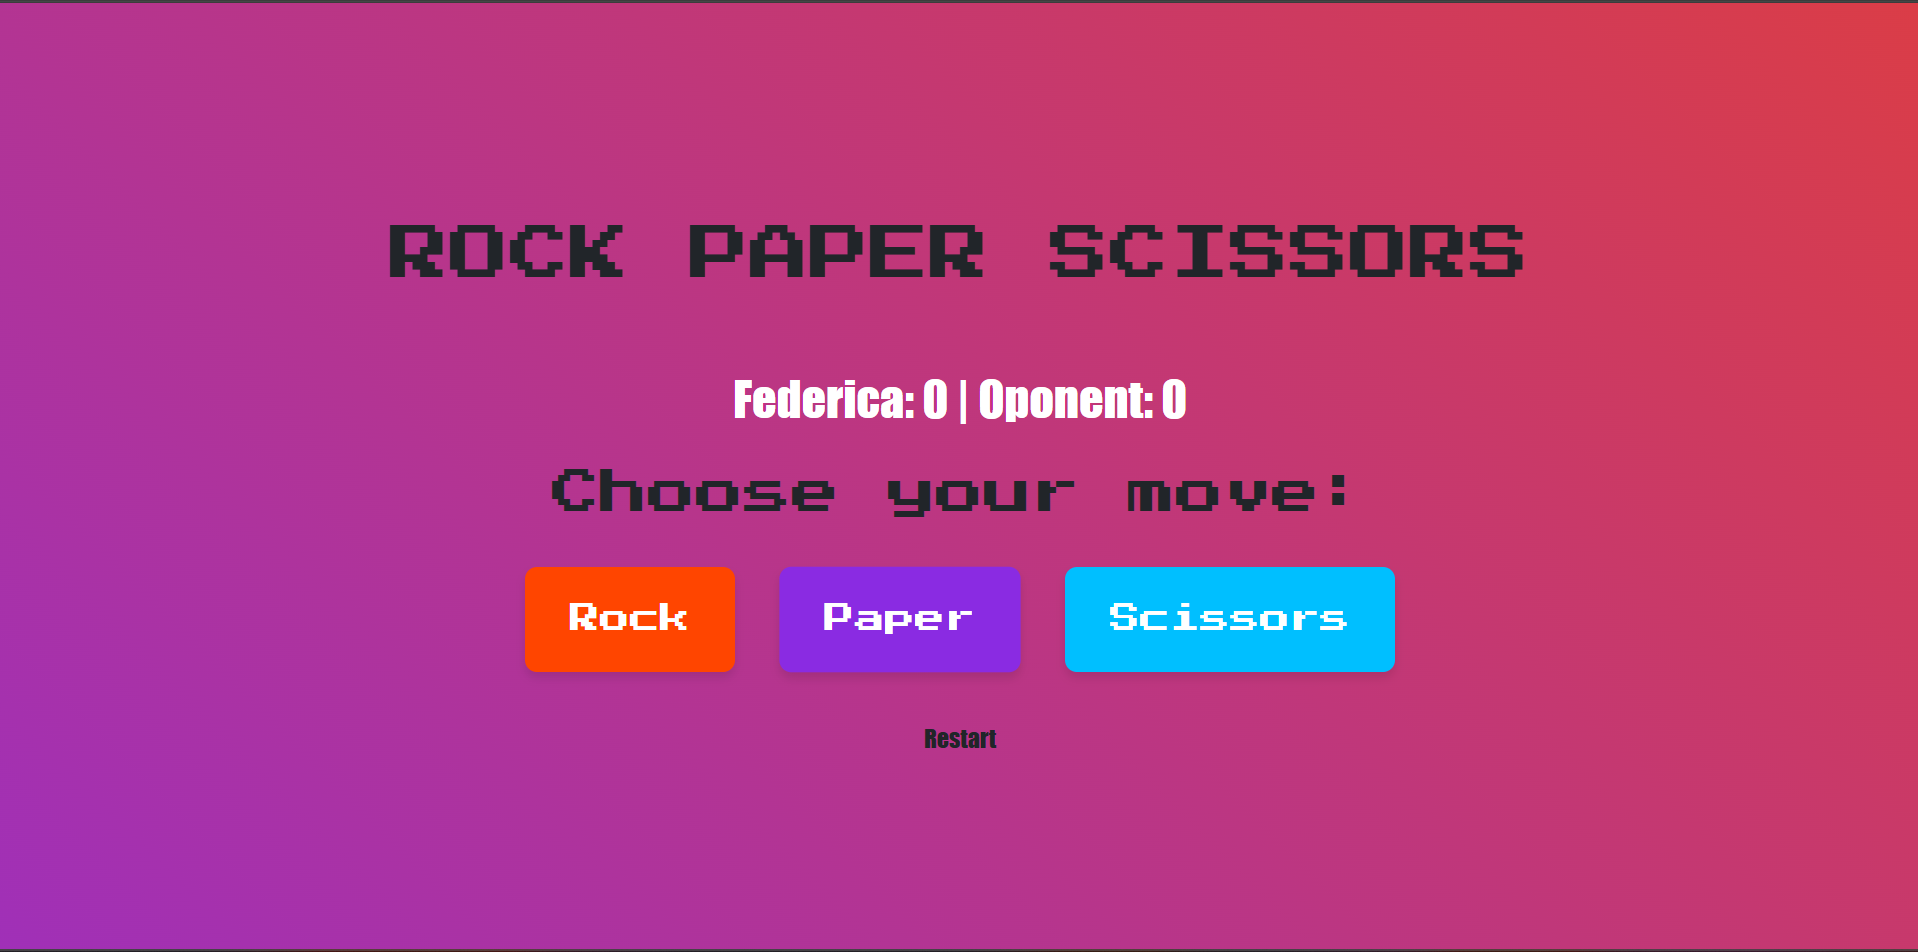 ROCK PAPER SCISSORS
Federica: 0 | Oponent: 0
Choose your move:
Rock Paper Scissors
Restart